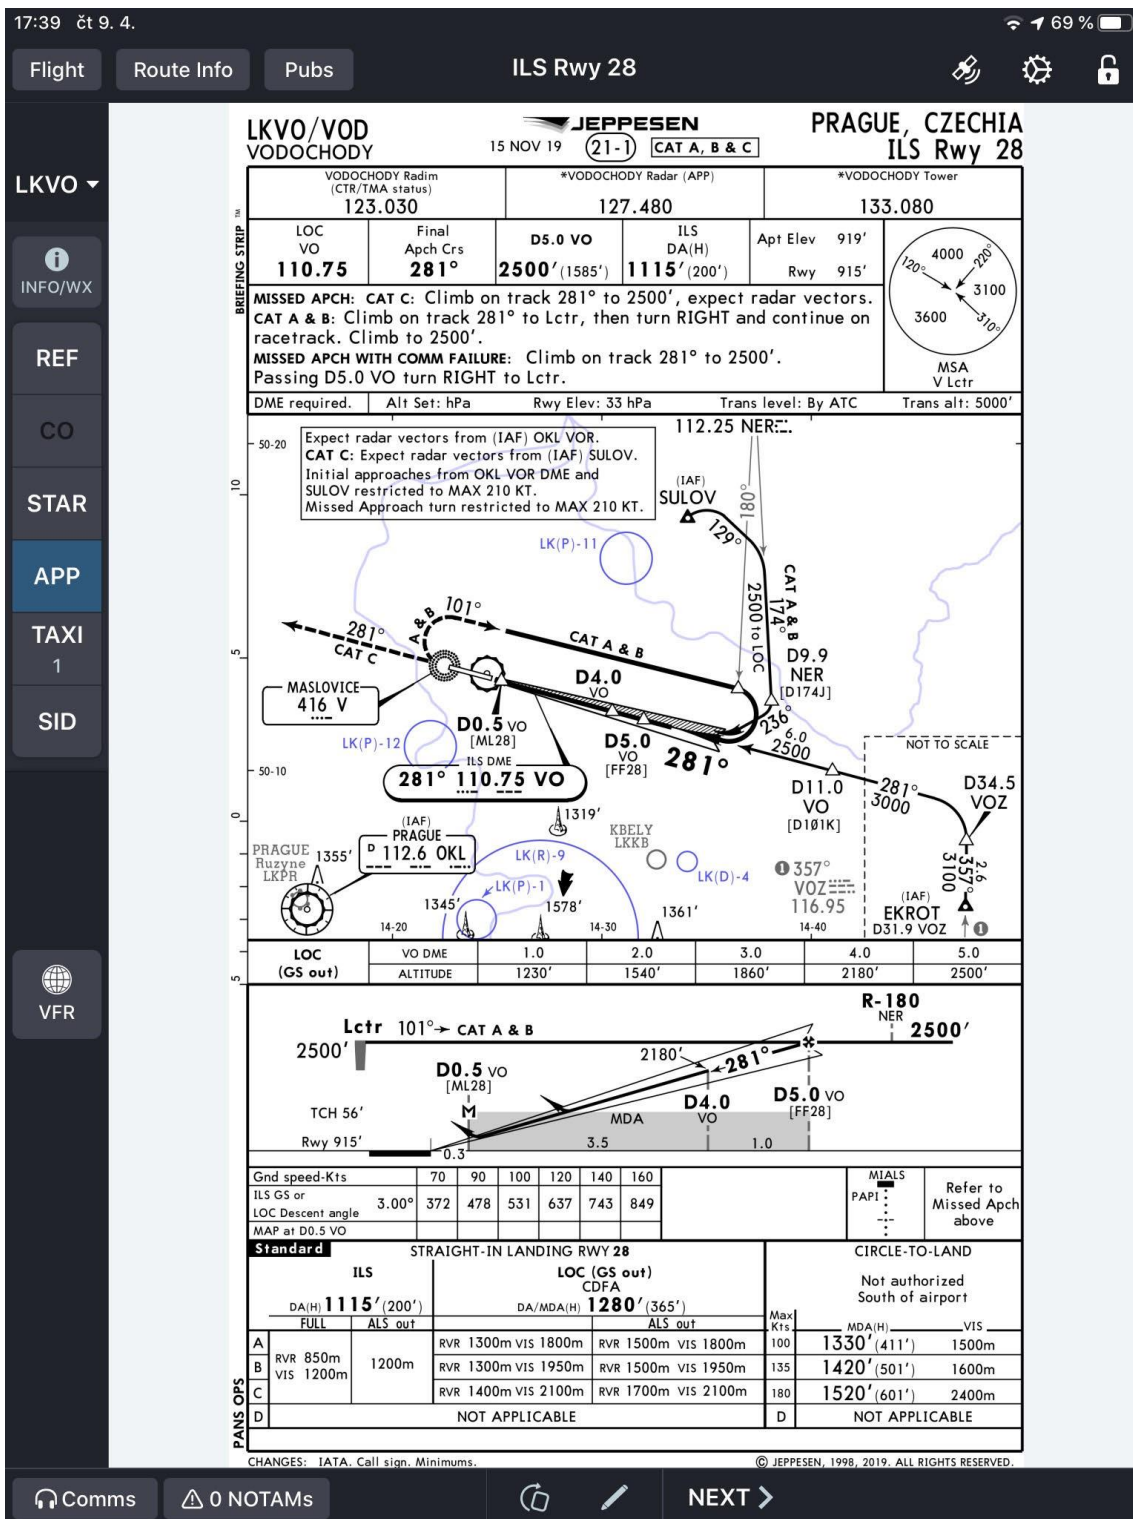 17:39 čt 9. 4.
69 %
Flight
Route Info
Pubs
ILS Rwy 28
LKVO
INFO/WX
REF
CO
STAR
APP
TAXI
1
SID
VFR
LKVO/VOD
VODOCHODY
JEPPESEN
15 NOV 19
21-1
CAT A, B & C
PRAGUE, CZECHIA
ILS Rwy 28
BRIEFING STRIP TM
VODOCHODY Radim
(CTR/TMA status)
123.030
*VODOCHODY Radar (APP)
127.480
*VODOCHODY Tower
133.080
LOC
VO
110.75
Final
Apch Crs
281°
D5.0 VO
2500' (1585')
ILS
DA(H)
1115' (200')
Apt Elev 919'
Rwy 915'
4000
120°
220°
3100
3600
310°
MSA
V Lctr
MISSED APCH: CAT C: Climb on track 281° to 2500', expect radar vectors.
CAT A & B: Climb on track 281° to Lctr, then turn RIGHT and continue on
racetrack. Climb to 2500'.
MISSED APCH WITH COMM FAILURE: Climb on track 281° to 2500'.
Passing D5.0 VO turn RIGHT to Lctr.
DME required. Alt Set: hPa Rwy Elev: 33 hPa Trans level: By ATC Trans alt: 5000'
50-20
Expect radar vectors from (IAF) OKL VOR.
CAT C: Expect radar vectors from (IAF) SULOV.
Initial approaches from OKL VOR DME and
SULOV restricted to MAX 210 KT.
Missed Approach turn restricted to MAX 210 KT.
112.25 NER
(IAF)
SULOV
10
180°
129°
LK(P)-11
CAT A & B
174°
2500 to LOC
101°
A & B
281°
CAT C
CAT A & B
5
D4.0
VO
D9.9
NER
[D174J]
MASLOVICE
416 V
D0.5 VO
[ML28]
LK(P)-12
D5.0
VO
[FF28]
281°
236°
6.0
2500
NOT TO SCALE
ILS DME
281° 110.75 VO
50-10
D11.0
VO
[D101K]
281°
3000
D34.5
VOZ
0
1319'
KBELY
LKKB
(IAF)
PRAGUE
D 112.6 OKL
PRAGUE
Ruzyne
LKPR
1355'
LK(R)-9
LK(P)-1
LK(D)-4
1 357°
VOZ
116.95
2.6
357°
3100
(IAF)
EKROT
D31.9 VOZ
1
1345'
1578'
1361'
14-20
14-30
14-40
5
LOC
(GS out)
VO DME 1.0 2.0 3.0 4.0 5.0
ALTITUDE 1230' 1540' 1860' 2180' 2500'
R-180
NER
2500'
Lctr 101° CAT A & B
2500'
2180'
281°
D0.5 VO
[ML28]
M
D4.0
VO
D5.0 VO
[FF28]
TCH 56'
MDA
Rwy 915'
0.3
3.5
1.0
Gnd speed-Kts 70 90 100 120 140 160
ILS GS or
LOC Descent angle 3.00° 372 478 531 637 743 849
MAP at D0.5 VO
MIALS
PAPI
Refer to
Missed Apch
above
Standard
STRAIGHT-IN LANDING RWY 28
CIRCLE-TO-LAND
ILS
DA(H) 1115' (200')
LOC (GS out)
CDFA
DA/MDA(H) 1280' (365')
Not authorized
South of airport
FULL ALS out
ALS out
Max
Kts
MDA(H) VIS
A
B
C
RVR 850m
VIS 1200m
1200m
RVR 1300m VIS 1800m RVR 1500m VIS 1800m 100 1330' (411') 1500m
RVR 1300m VIS 1950m RVR 1500m VIS 1950m 135 1420' (501') 1600m
RVR 1400m VIS 2100m RVR 1700m VIS 2100m 180 1520' (601') 2400m
D NOT APPLICABLE D NOT APPLICABLE
PANS OPS
CHANGES: IATA. Call sign. Minimums.
© JEPPESEN, 1998, 2019. ALL RIGHTS RESERVED.
Comms
0 NOTAMs
NEXT